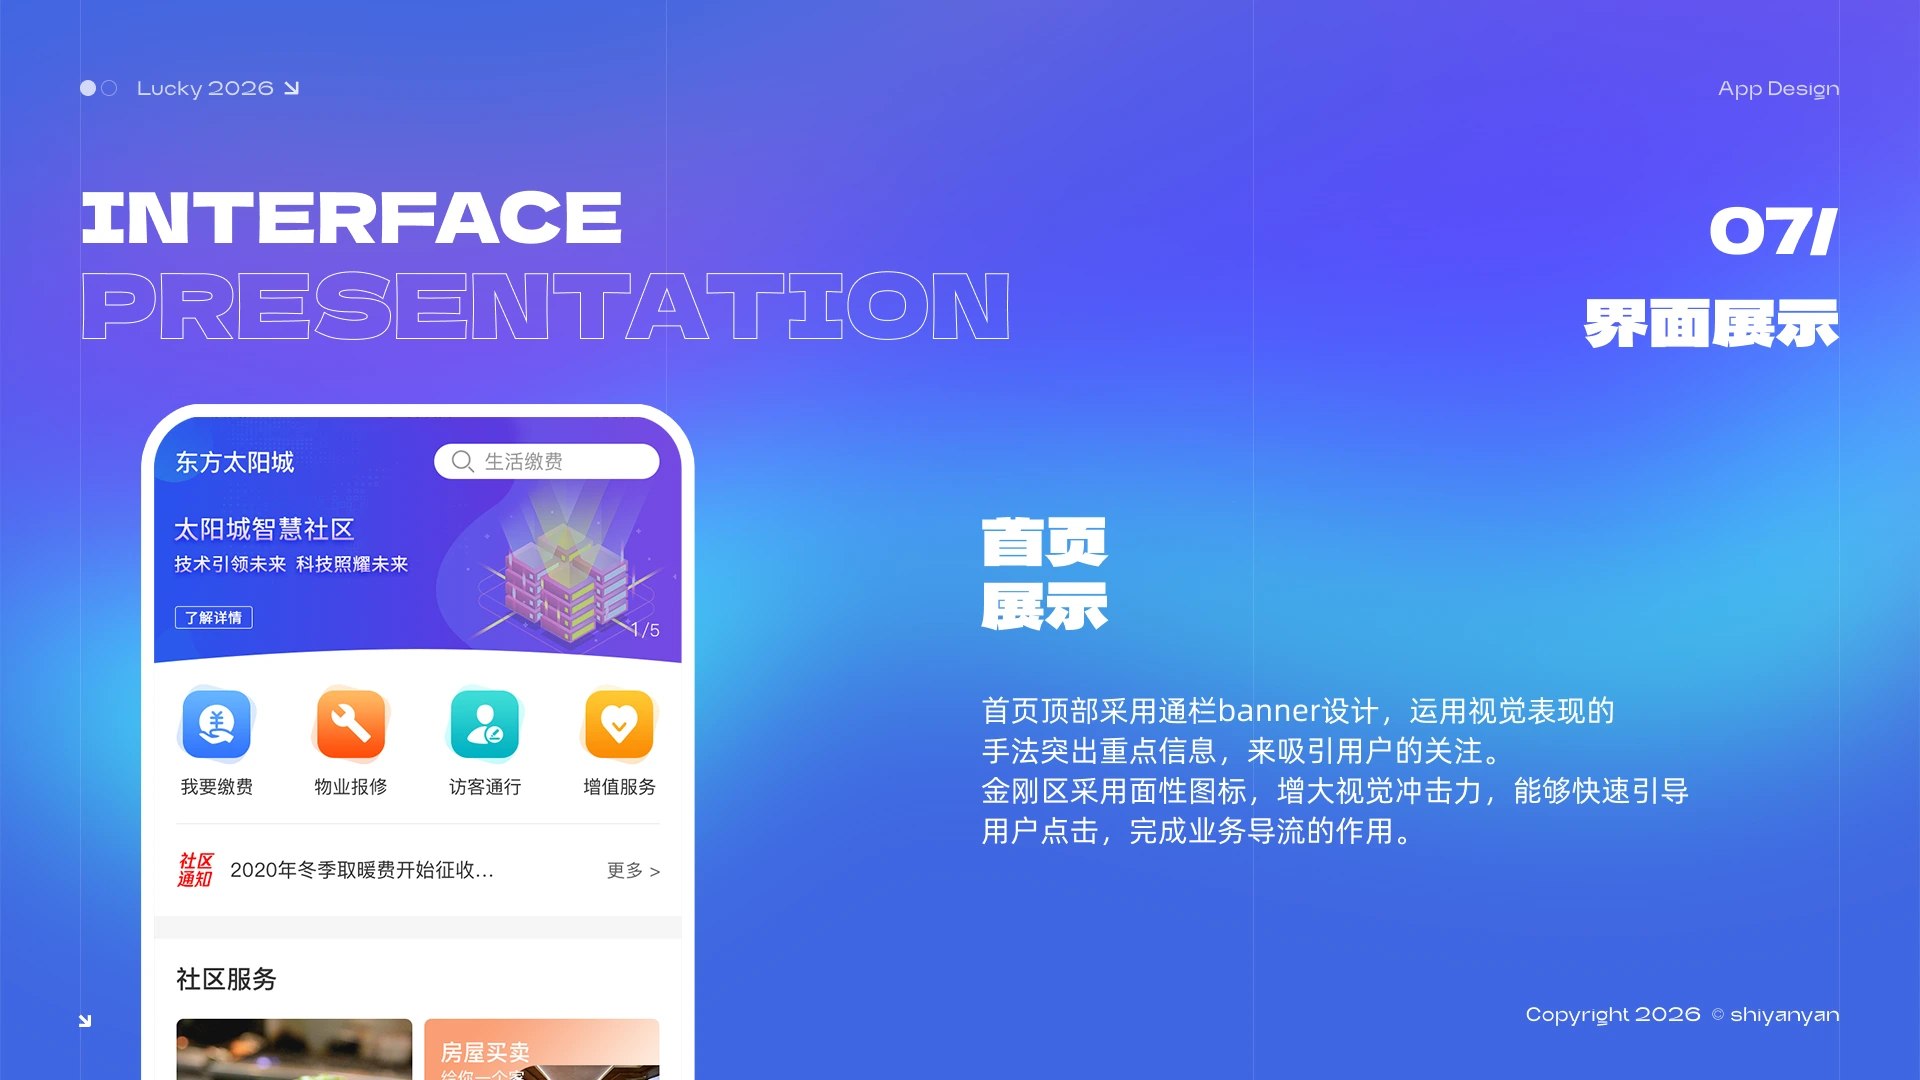 Lucky 2026
App Design
INTERFACE
PRESENTATION
07/
界面展示
东方太阳城
生活缴费
太阳城智慧社区
技术引领未来 科技照耀未来
了解详情
1/5
我要缴费
物业报修
访客通行
增值服务
社区
通知
2020年冬季取暖费开始征收...
更多 >
社区服务
房屋买卖
给你一个家
首页
展示
首页顶部采用通栏banner设计，运用视觉表现的
手法突出重点信息，来吸引用户的关注。
金刚区采用面性图标，增大视觉冲击力，能够快速引导
用户点击，完成业务导流的作用。
Copyright 2026 © shiyanyan